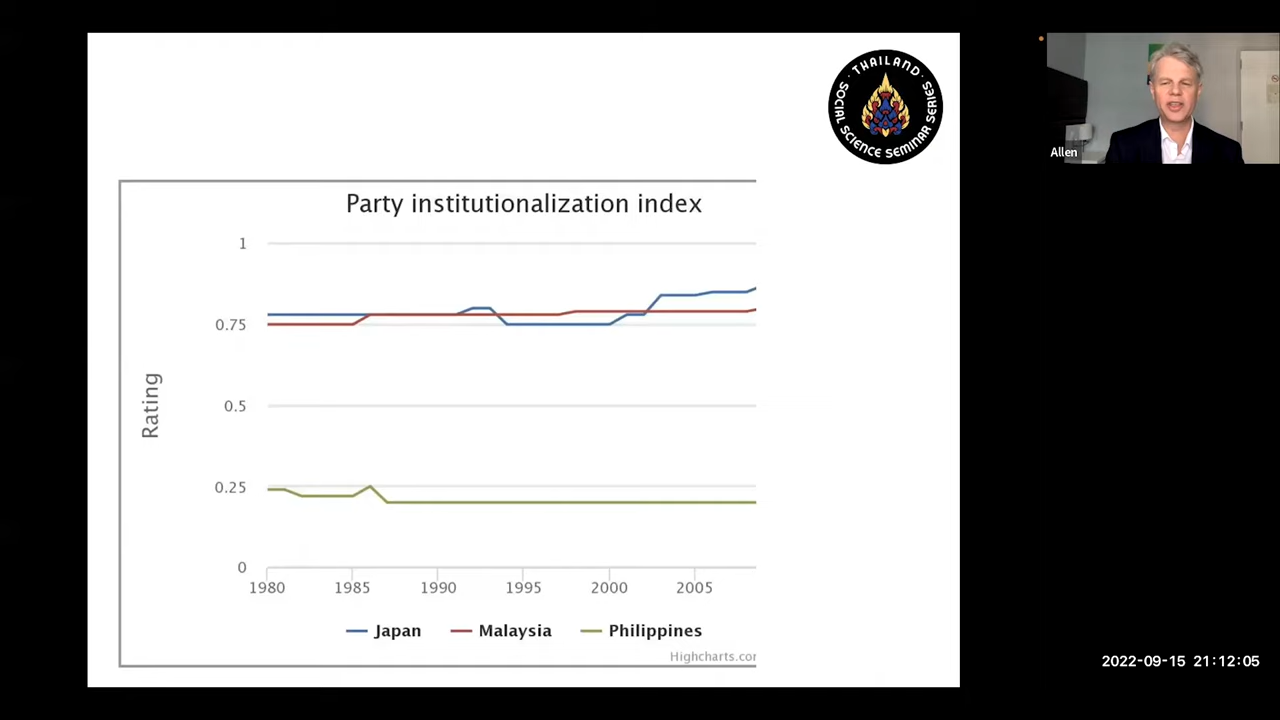 THAILAND
SOCIAL SCIENCE SEMINAR SERIES
Allen
Party institutionalization index
1
0.75
0.5
0.25
0
Rating
1980 1985 1990 1995 2000 2005
Japan Malaysia Philippines
Highcharts.cor
2022-09-15 21:12:05